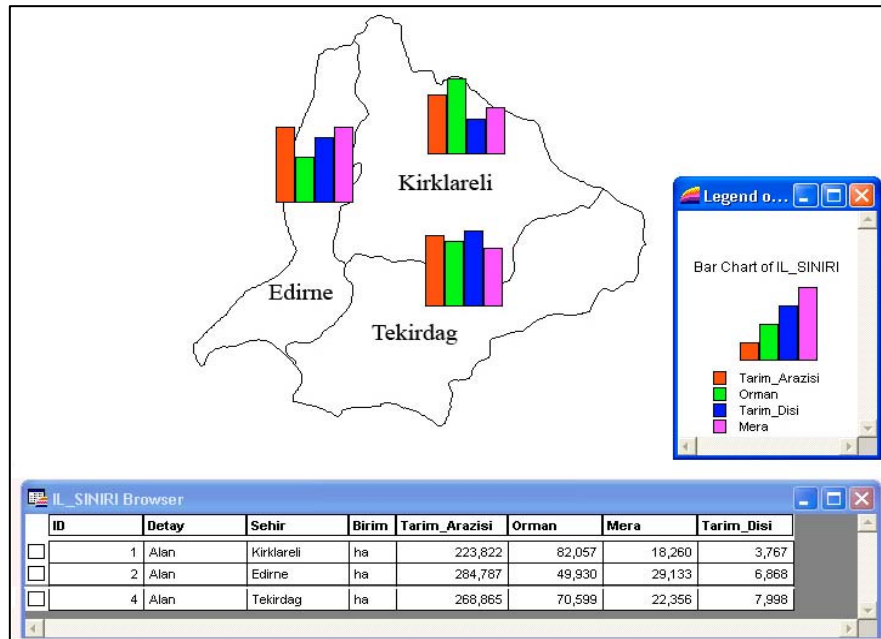 Kirklareli
Edirne
Tekirdag
Legend o...
Bar Chart of IL_SINIRI
Tarim_Arazisi
Orman
Tarim_Disi
Mera
IL_SINIRI Browser
ID Detay Sehir Birim Tarim_Arazisi Orman Mera Tarim_Disi
1 Alan Kirklareli ha 223,822 82,057 18,260 3,767
2 Alan Edirne ha 284,787 49,930 29,133 6,868
4 Alan Tekirdag ha 268,865 70,599 22,356 7,998